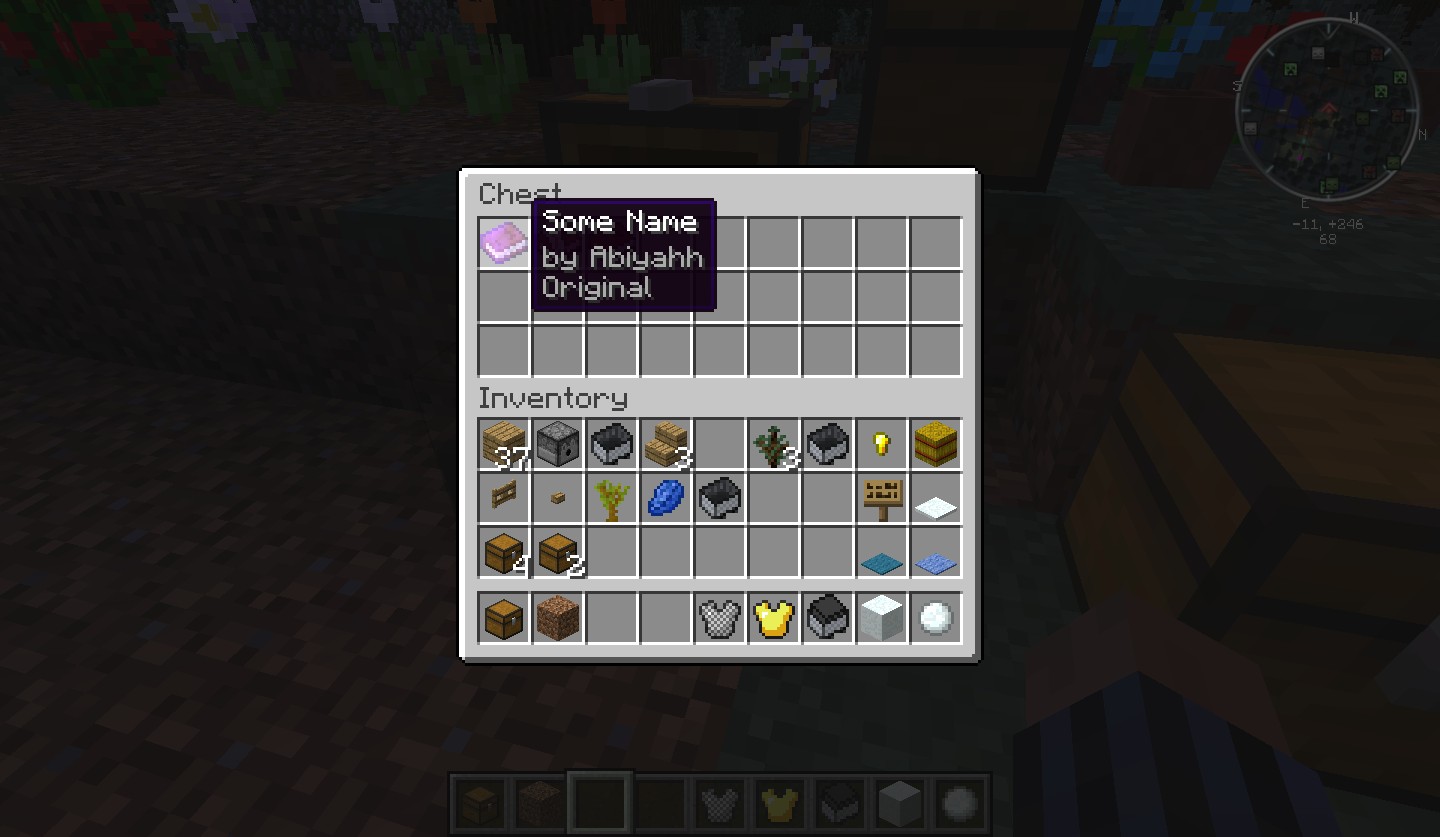 W
S
N
E
-11, +246
68
Chest
Some Name
by Abiyahh
Original
Inventory
37
3
3
4
2